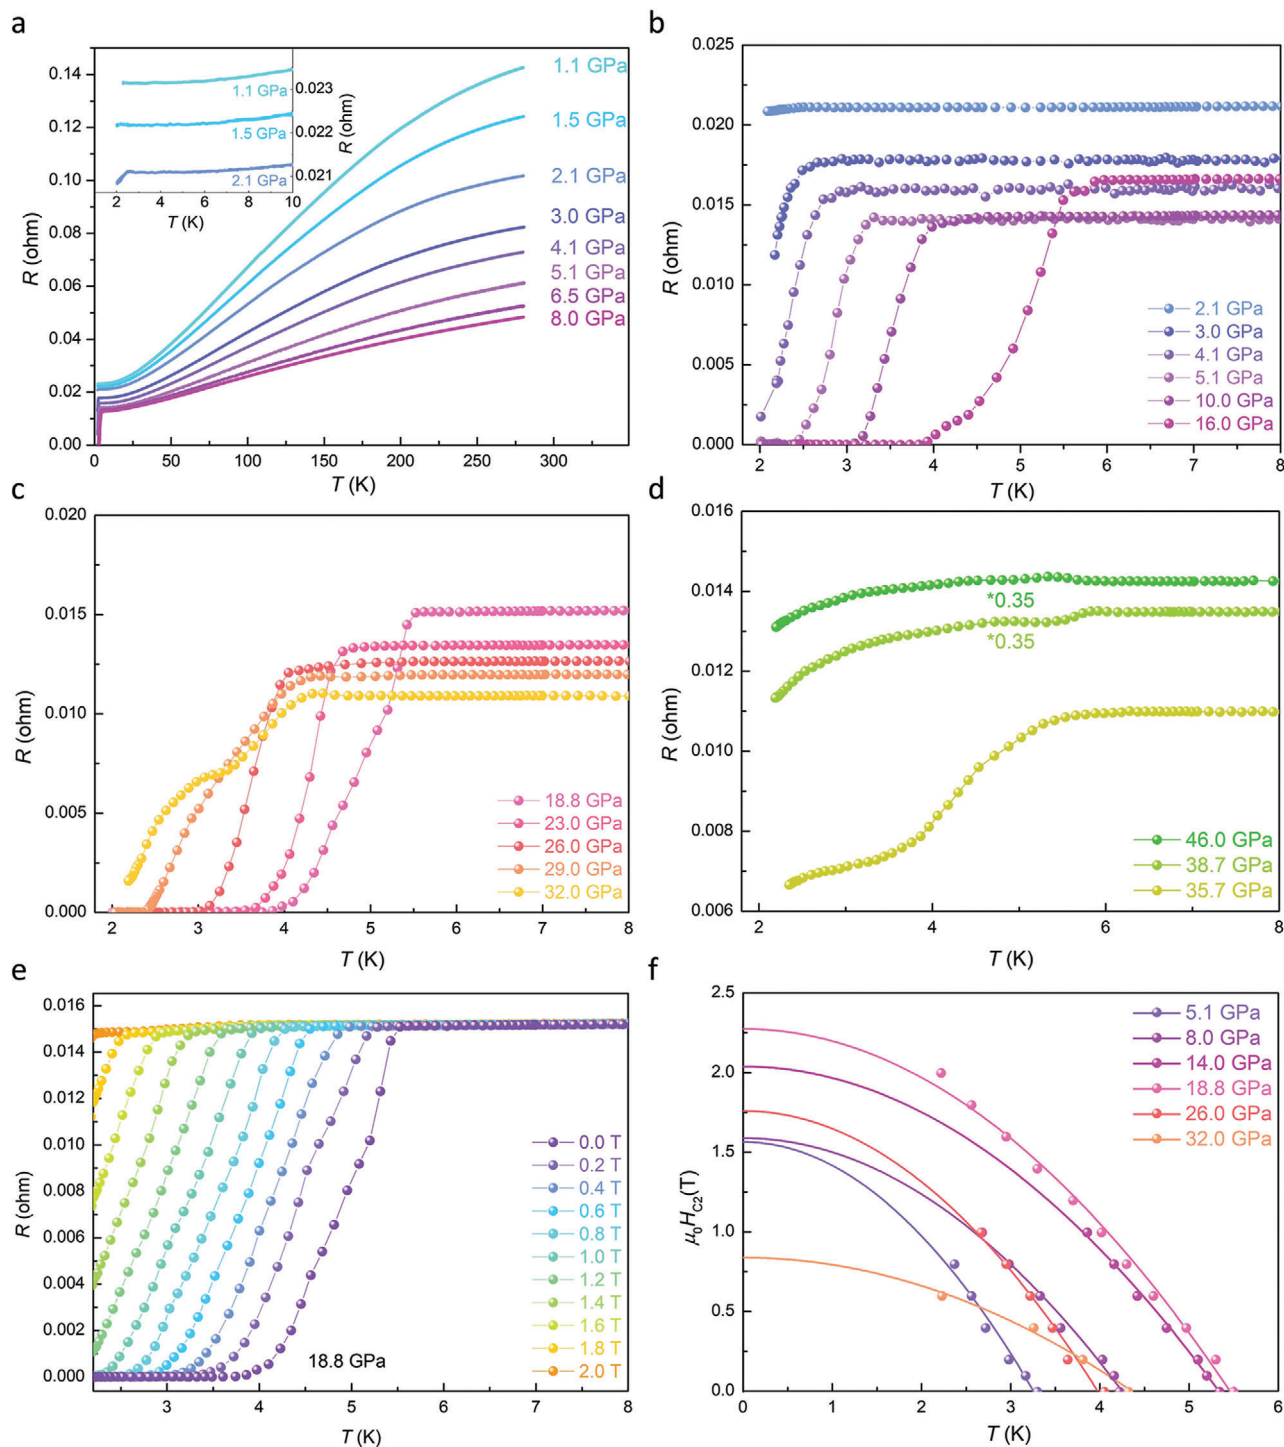 a
0.14
0.12
0.10
0.08
0.06
0.04
0.02
0.00
R (ohm)
0 50 100 150 200 250 300
T (K)
1.1 GPa
1.5 GPa
2.1 GPa
3.0 GPa
4.1 GPa
5.1 GPa
6.5 GPa
8.0 GPa
1.1 GPa
1.5 GPa
2.1 GPa
0.023
0.022
0.021
R (ohm)
2 4 6 8 10
T (K)
b
0.025
0.020
0.015
0.010
0.005
0.000
R (ohm)
2 3 4 5 6 7 8
T (K)
2.1 GPa
3.0 GPa
4.1 GPa
5.1 GPa
10.0 GPa
16.0 GPa
c
0.020
0.015
0.010
0.005
0.000
R (ohm)
2 3 4 5 6 7 8
T (K)
18.8 GPa
23.0 GPa
26.0 GPa
29.0 GPa
32.0 GPa
d
0.016
0.014
0.012
0.010
0.008
0.006
R (ohm)
2 4 6 8
T (K)
*0.35
*0.35
46.0 GPa
38.7 GPa
35.7 GPa
e
0.016
0.014
0.012
0.010
0.008
0.006
0.004
0.002
0.000
R (ohm)
3 4 5 6 7 8
T (K)
18.8 GPa
0.0 T
0.2 T
0.4 T
0.6 T
0.8 T
1.0 T
1.2 T
1.4 T
1.6 T
1.8 T
2.0 T
f
2.5
2.0
1.5
1.0
0.5
0.0
μ₀H_C2(T)
0 1 2 3 4 5 6
T (K)
5.1 GPa
8.0 GPa
14.0 GPa
18.8 GPa
26.0 GPa
32.0 GPa